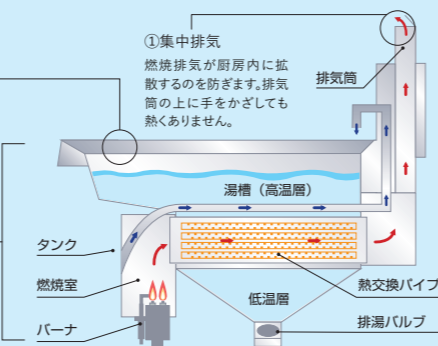 ①集中排気
燃焼排気が厨房内に拡
散するのを防ぎます。排気
筒の上に手をかざしても
熱くありません。
排気筒
湯槽（高温層）
タンク
燃焼室
バーナ
低温層
熱交換パイプ
排湯バルブ